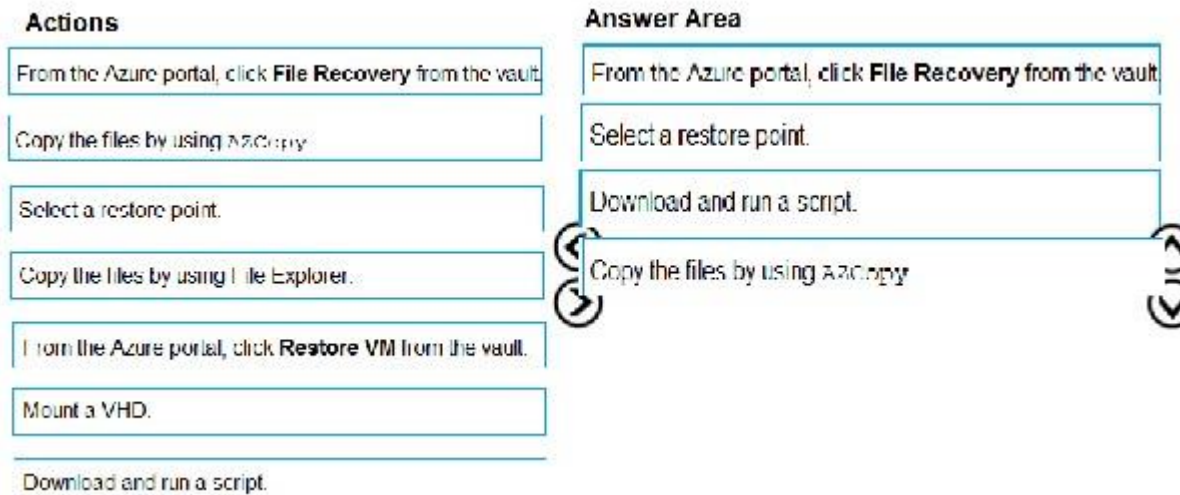 Actions
From the Azure portal, click File Recovery from the vault.
Copy the files by using AZCopy
Select a restore point.
Copy the files by using File Explorer.
From the Azure portal, click Restore VM from the vault.
Mount a VHD.
Download and run a script.
Answer Area
From the Azure portal, click File Recovery from the vault
Select a restore point.
Download and run a script.
Copy the files by using AZCopy